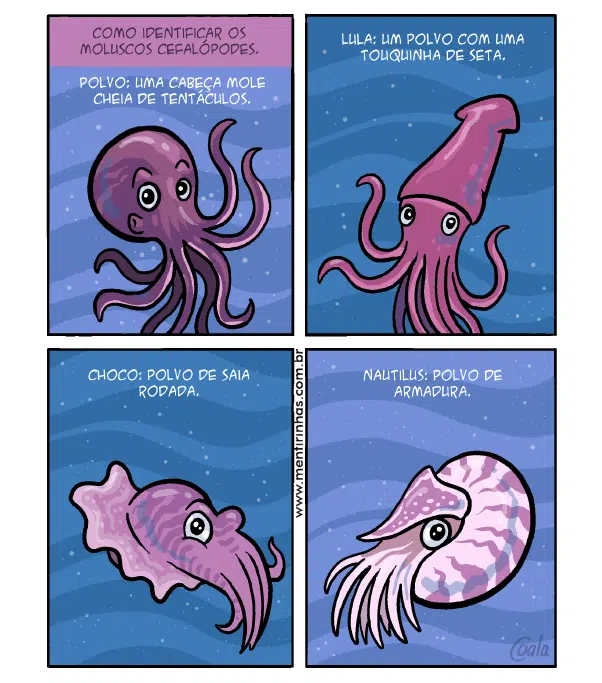 COMO IDENTIFICAR OS
MOLUSCOS CEFALÓPODES.
POLVO: UMA CABEÇA MOLE
CHEIA DE TENTÁCULOS.
LULA: UM POLVO COM UMA
TOUQUINHA DE SETA.
CHOCO: POLVO DE SAIA
RODADA.
www.mentirinhas.com.br
NAUTILUS: POLVO DE
ARMADURA.
Coala